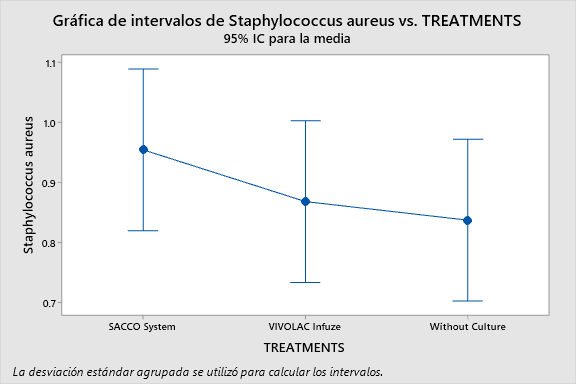 Gráfica de intervalos de Staphylococcus aureus vs. TREATMENTS
95% IC para la media
Staphylococcus aureus
1.1
1.0
0.9
0.8
0.7
SACCO System
VIVOLAC Infuze
Without Culture
TREATMENTS
La desviación estándar agrupada se utilizó para calcular los intervalos.